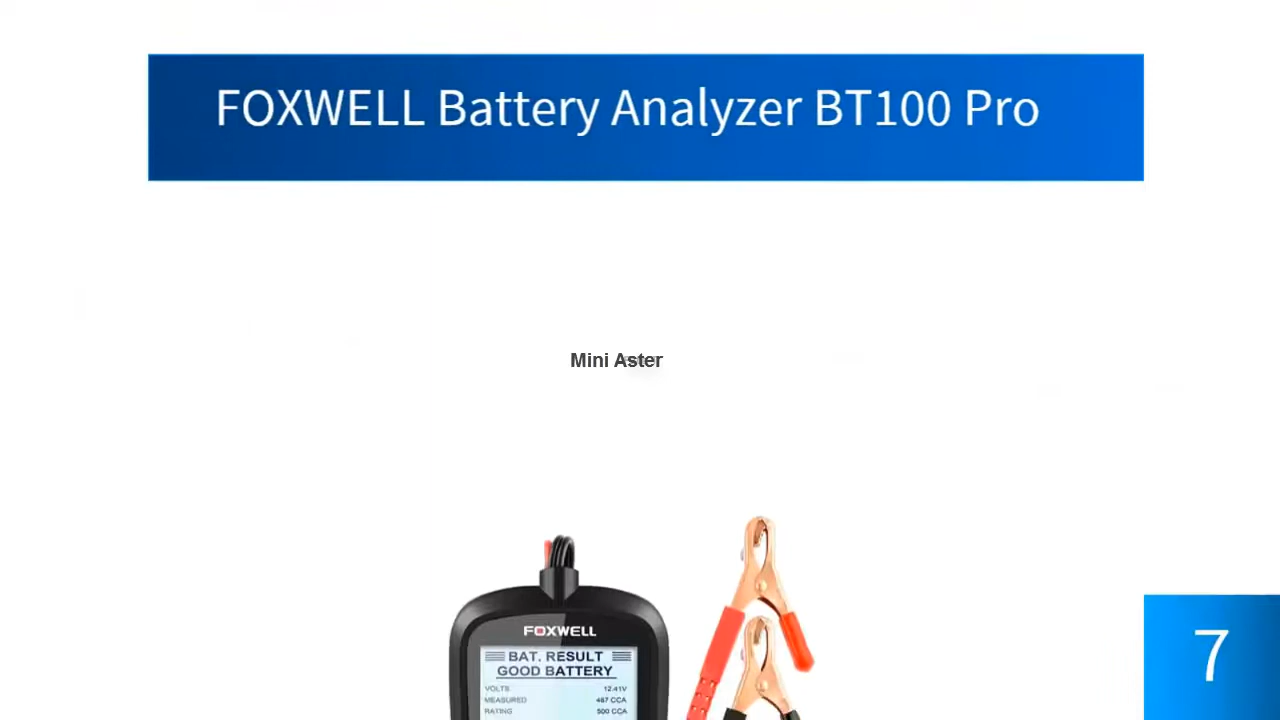 FOXWELL Battery Analyzer BT100 Pro
Mini Aster
FOXWELL
BAT. RESULT
GOOD BATTERY
VOLTS 12.41V
MEASURED 467 CCA
RATING 500 CCA
7